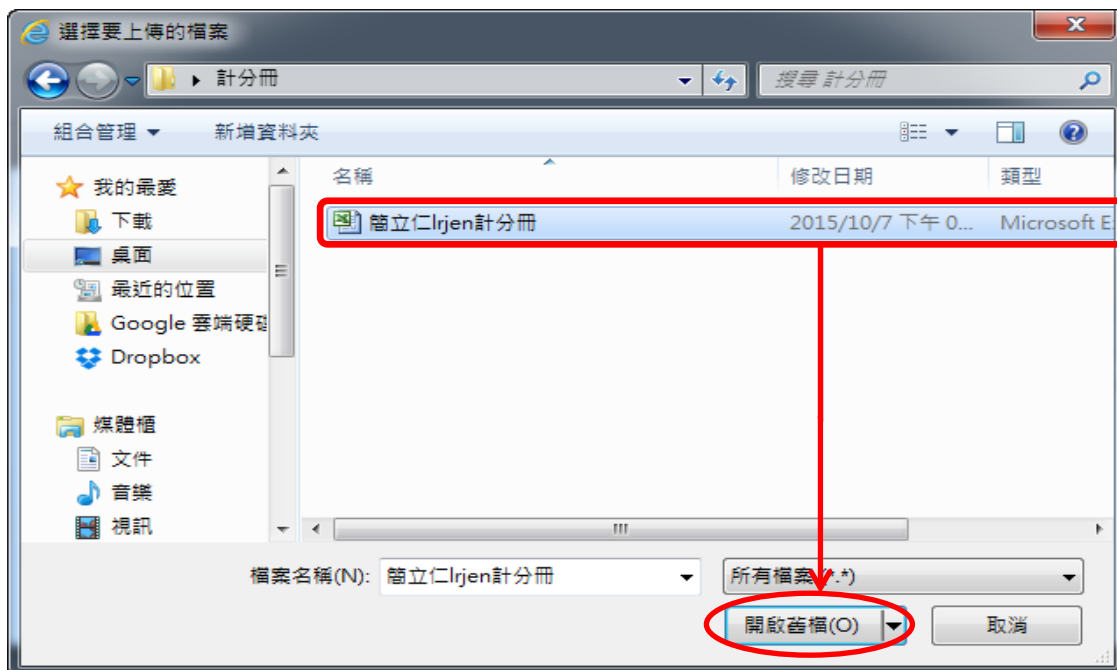 選擇要上傳的檔案
計分冊
搜尋 計分冊
組合管理
新增資料夾
我的最愛
下載
桌面
最近的位置
Google 雲端硬碟
Dropbox
媒體櫃
文件
音樂
視訊
名稱
修改日期
類型
簡立仁lrjen計分冊
2015/10/7 下午 0...
Microsoft E
檔案名稱(N):
簡立仁lrjen計分冊
所有檔案 (*.*)
開啟舊檔(O)
取消